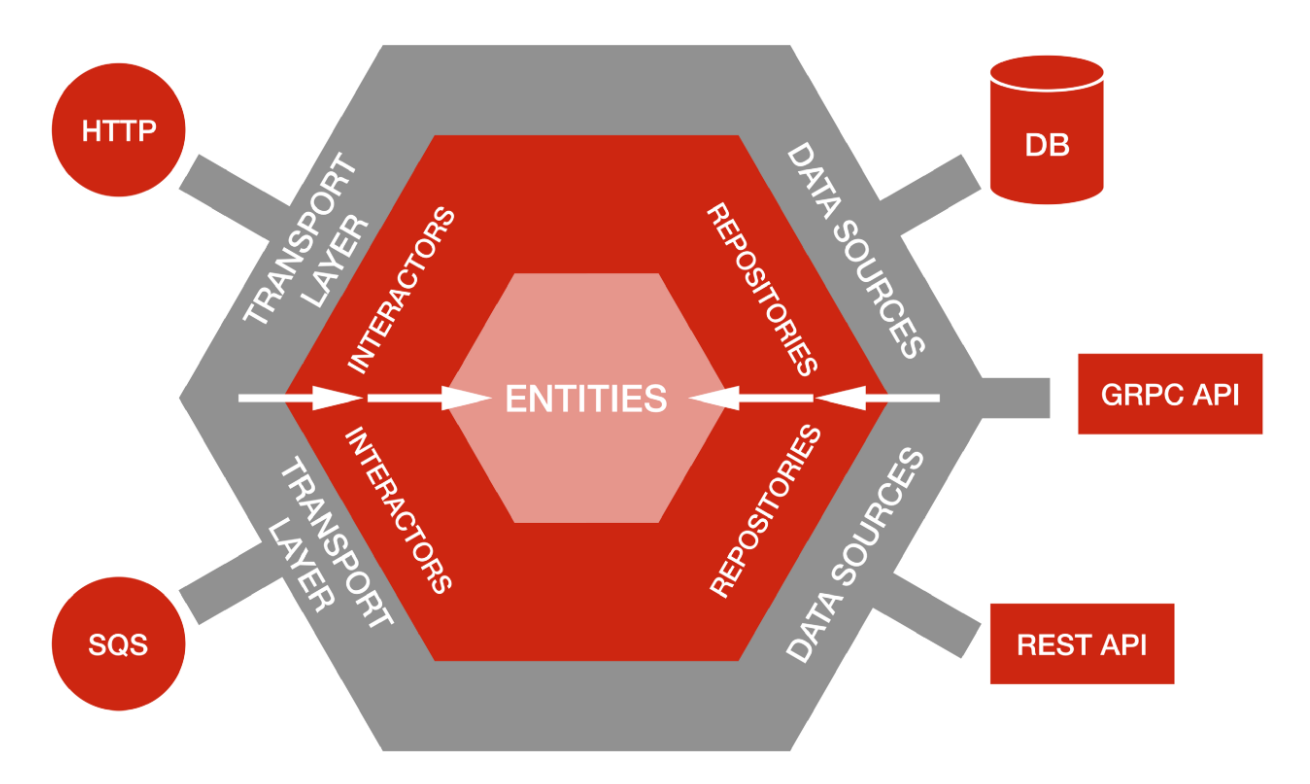 HTTP
TRANSPORT
LAYER
INTERACTORS
REPOSITORIES
DATA SOURCES
DB
ENTITIES
GRPC API
INTERACTORS
TRANSPORT
LAYER
REPOSITORIES
DATA SOURCES
SQS
REST API